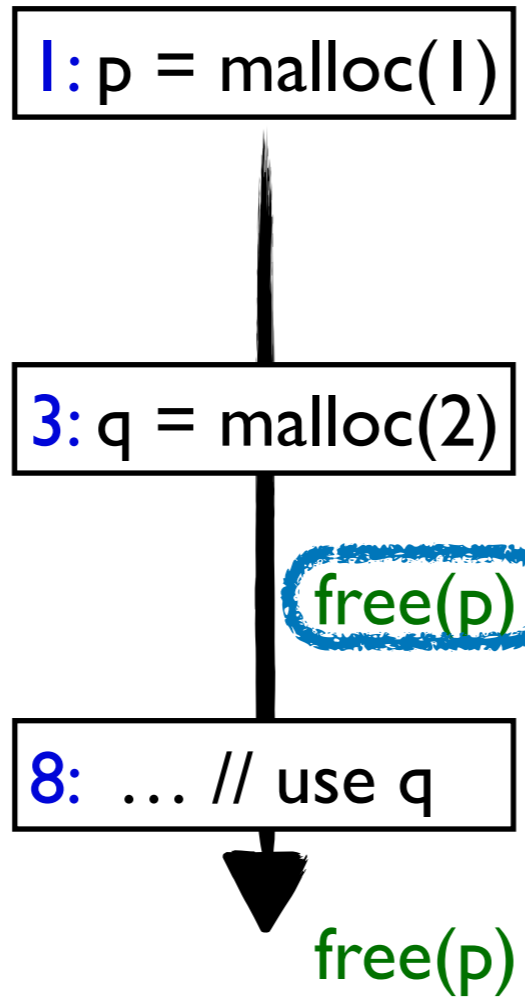 1: p = malloc(1)
3: q = malloc(2)
free(p)
8: … // use q
free(p)